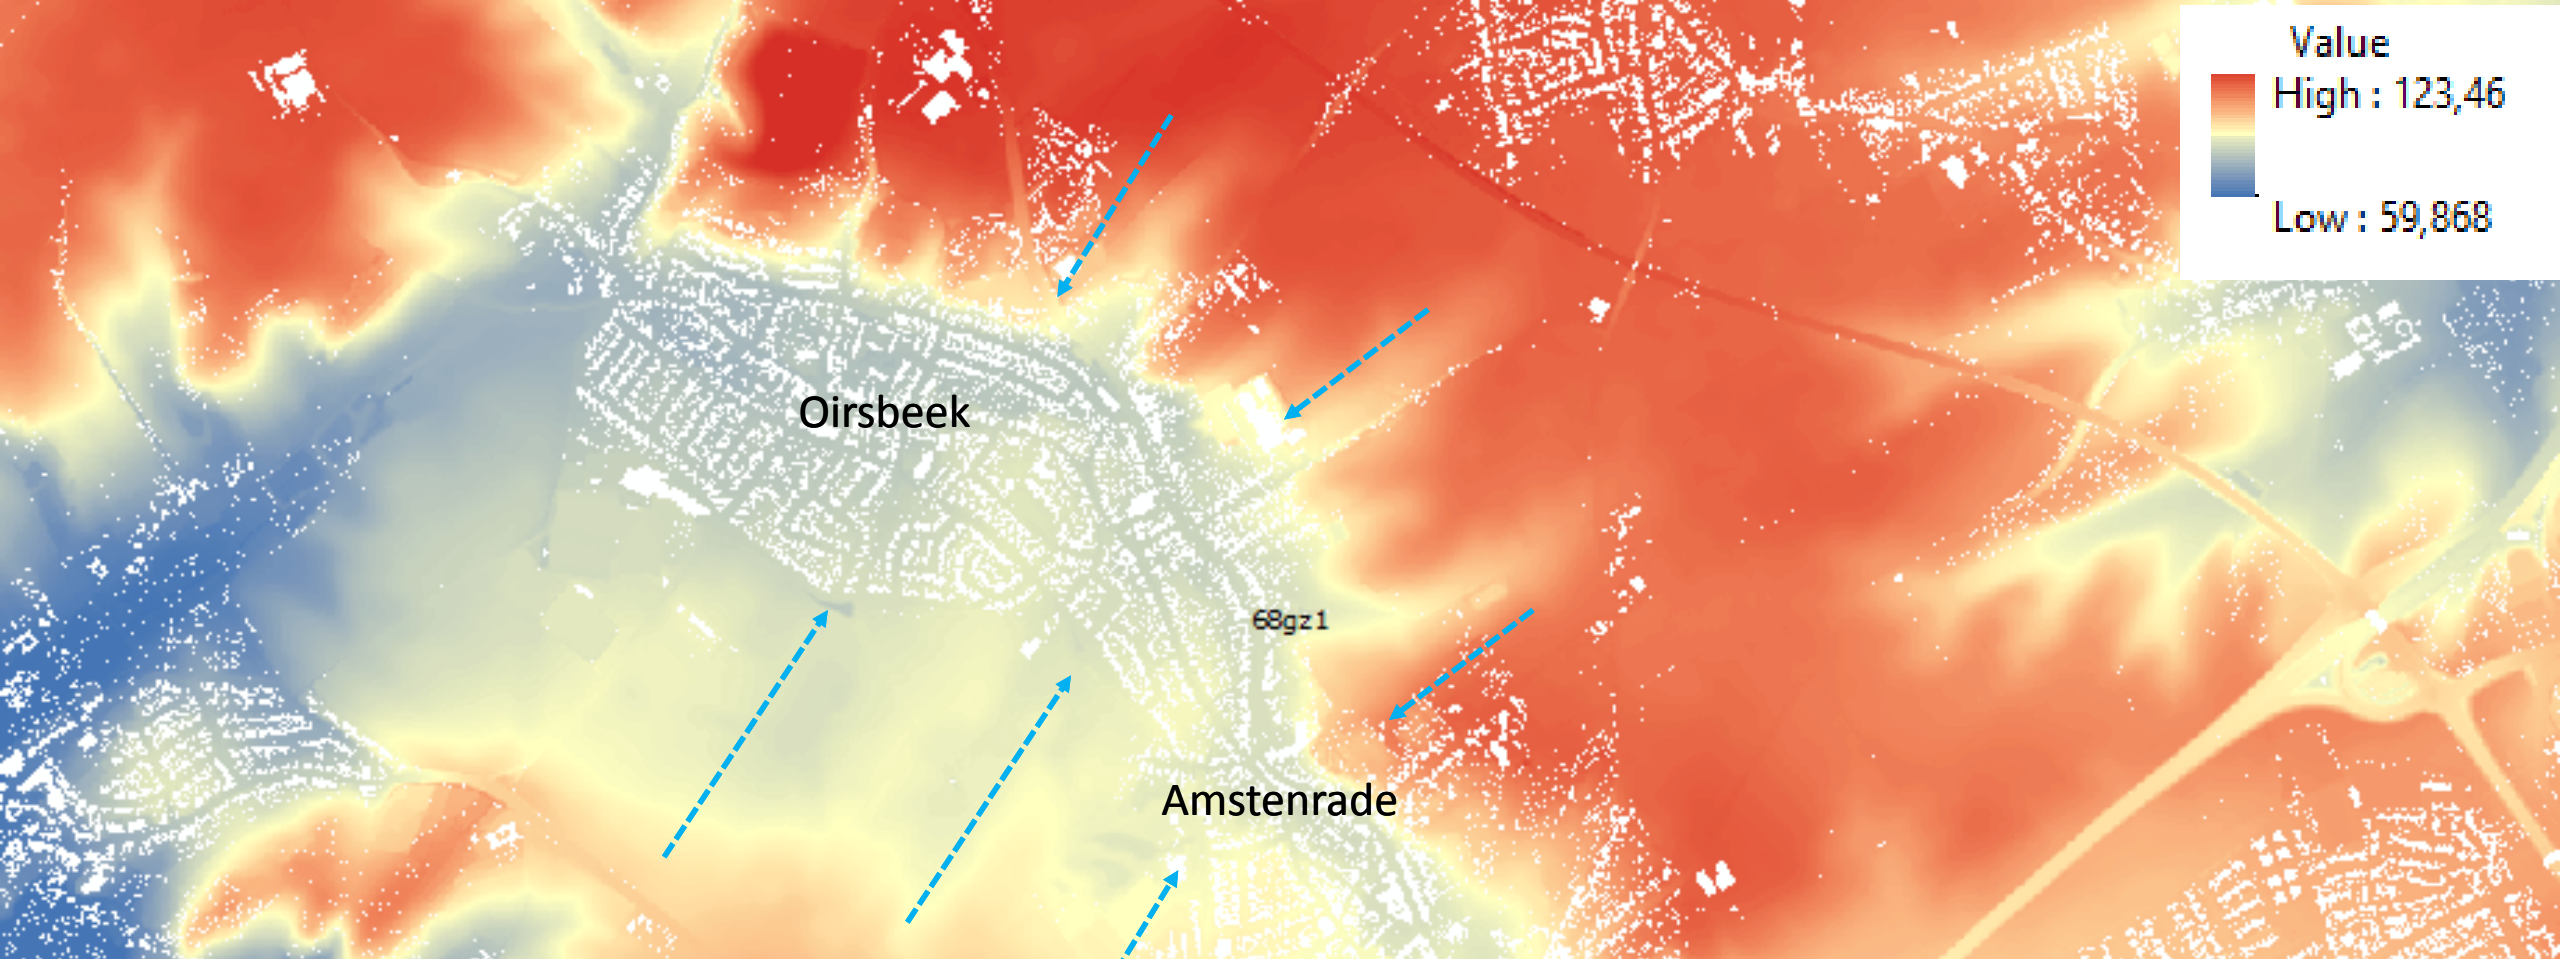 Value
High : 123,46
Low : 59,868
Oirsbeek
68gz1
Amstenrade